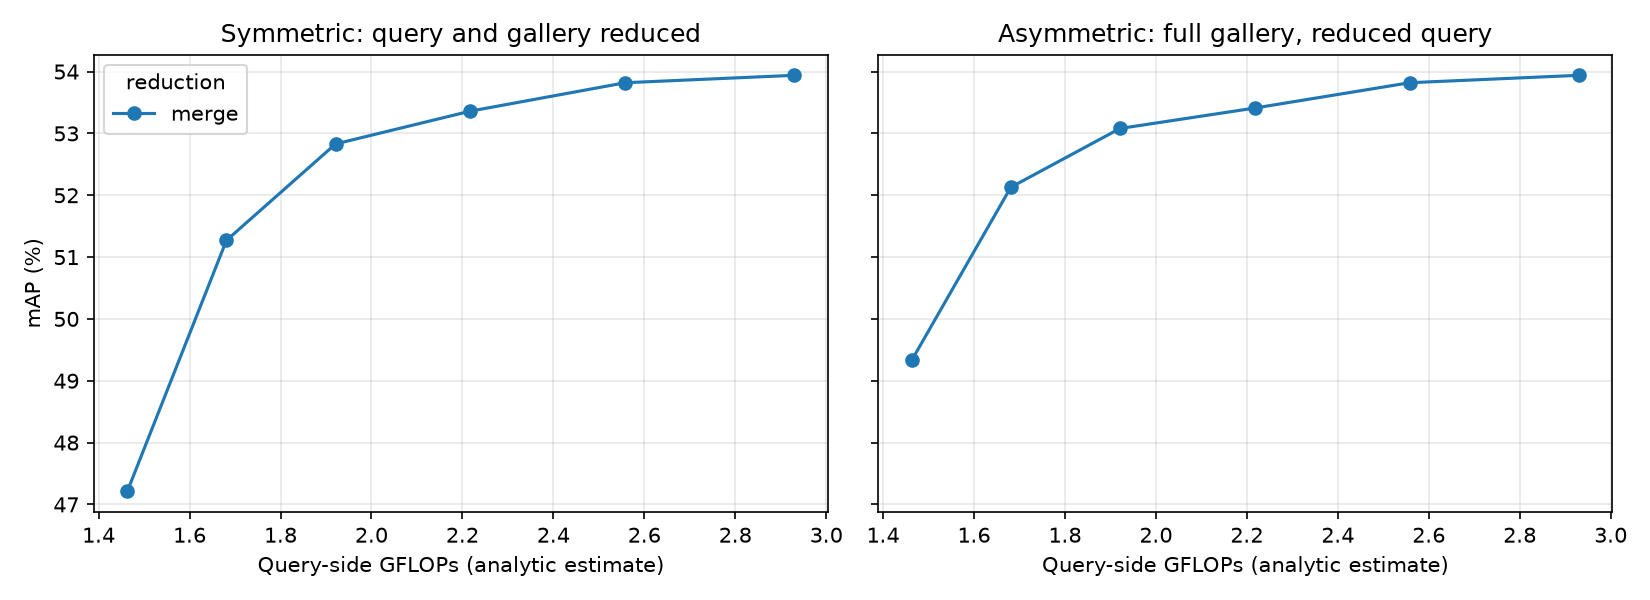 Symmetric: query and gallery reduced
reduction
merge
54
53
52
51
50
49
48
47
mAP (%)
1.4 1.6 1.8 2.0 2.2 2.4 2.6 2.8 3.0
Query-side GFLOPs (analytic estimate)
Asymmetric: full gallery, reduced query
1.4 1.6 1.8 2.0 2.2 2.4 2.6 2.8 3.0
Query-side GFLOPs (analytic estimate)